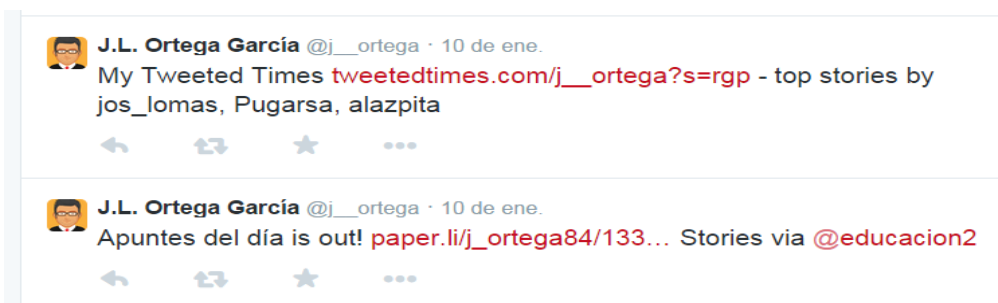 J.L. Ortega García @j__ortega · 10 de ene.
My Tweeted Times tweetedtimes.com/j__ortega?s=rgp - top stories by
jos_lomas, Pugarsa, alazpita
J.L. Ortega García @j__ortega · 10 de ene.
Apuntes del día is out! paper.li/j_ortega84/133... Stories via @educacion2